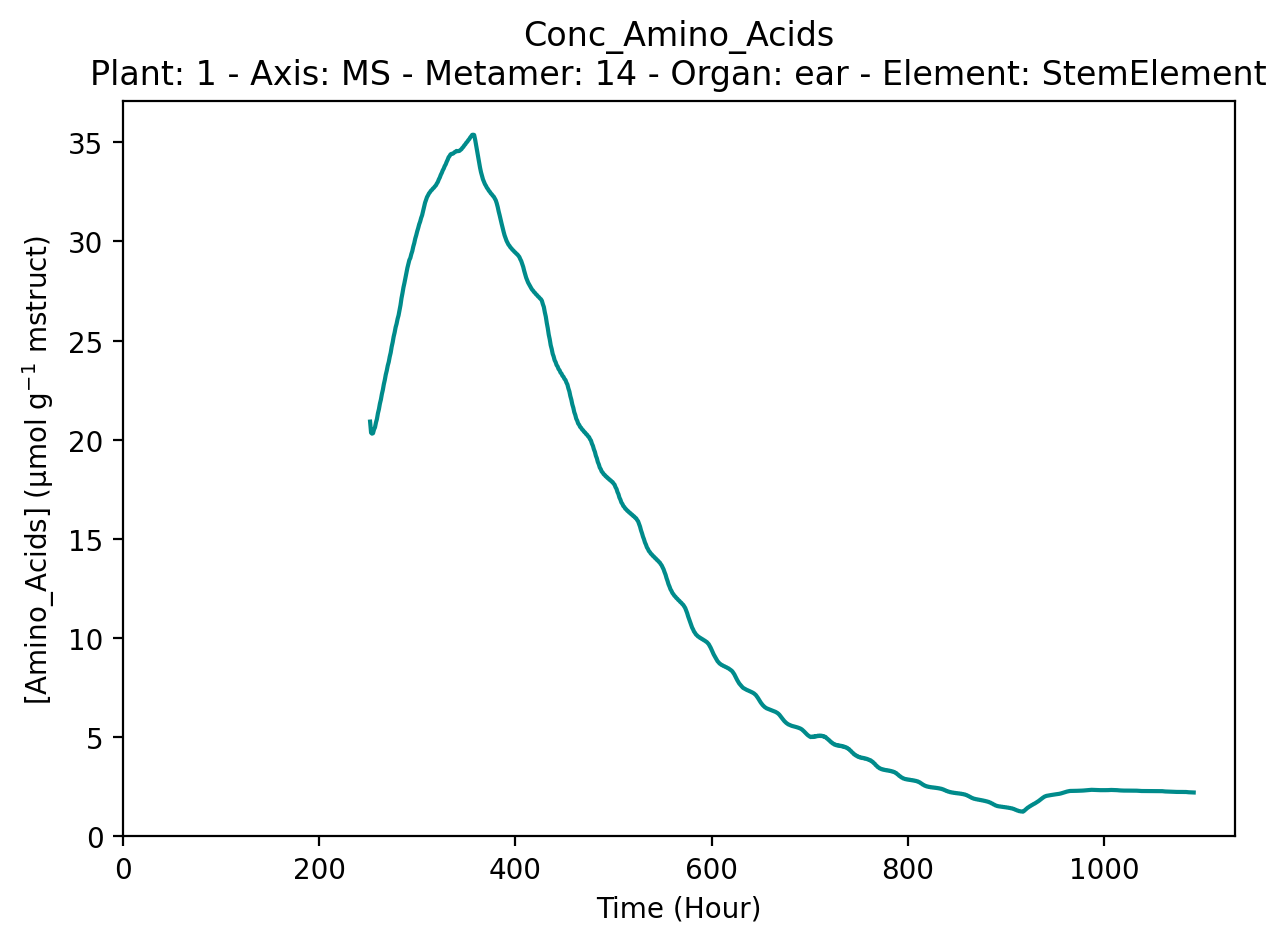 Conc_Amino_Acids
Plant: 1 - Axis: MS - Metamer: 14 - Organ: ear - Element: StemElement
35
30
25
20
15
10
5
0
[Amino_Acids] (µmol g⁻¹ mstruct)
0 200 400 600 800 1000
Time (Hour)